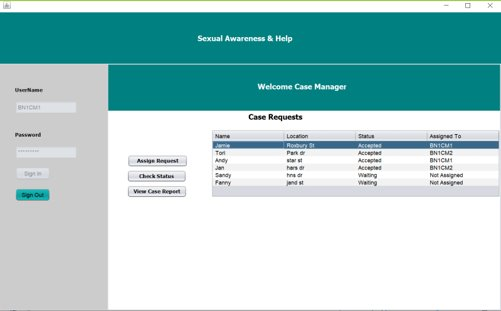 Sexual Awareness & Help
UserName
BN1CM1
Password
*********
Sign In
Sign Out
Welcome Case Manager
Case Requests
Assign Request
Check Status
View Case Report
Name Location Status Assigned To
Jamie Roxbury St Accepted BN1CM1
Tori Park dr Accepted BN1CM2
Andy star st Accepted BN1CM1
Jen hars dr Accepted BN1CM2
Sandy hns dr Waiting Not Assigned
Fanny jand st Waiting Not Assigned